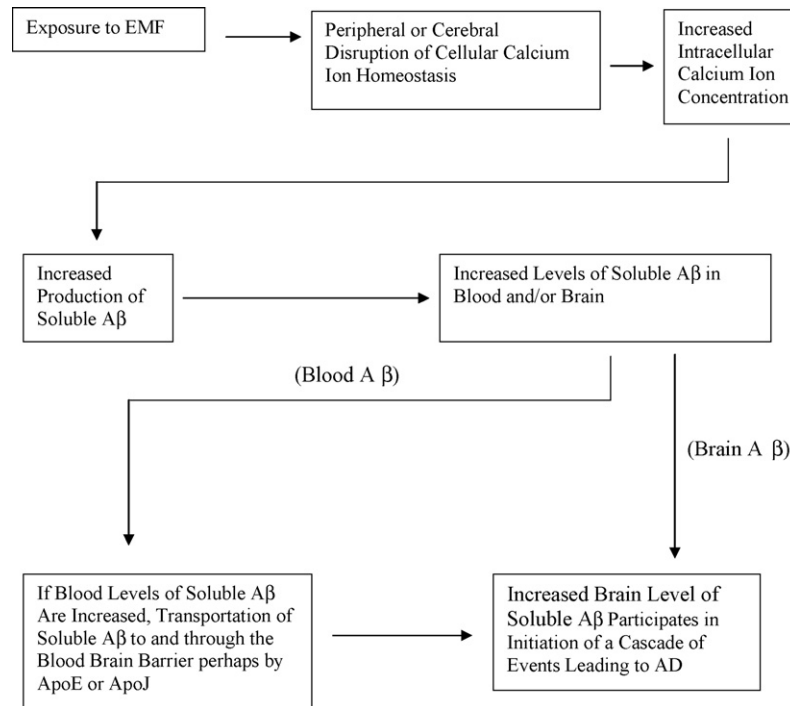 Exposure to EMF
Peripheral or Cerebral
Disruption of Cellular Calcium
Ion Homeostasis
Increased
Intracellular
Calcium Ion
Concentration
Increased
Production of
Soluble Aβ
Increased Levels of Soluble Aβ in
Blood and/or Brain
(Blood A β)
(Brain A β)
If Blood Levels of Soluble Aβ
Are Increased, Transportation of
Soluble Aβ to and through the
Blood Brain Barrier perhaps by
ApoE or ApoJ
Increased Brain Level of
Soluble Aβ Participates in
Initiation of a Cascade of
Events Leading to AD